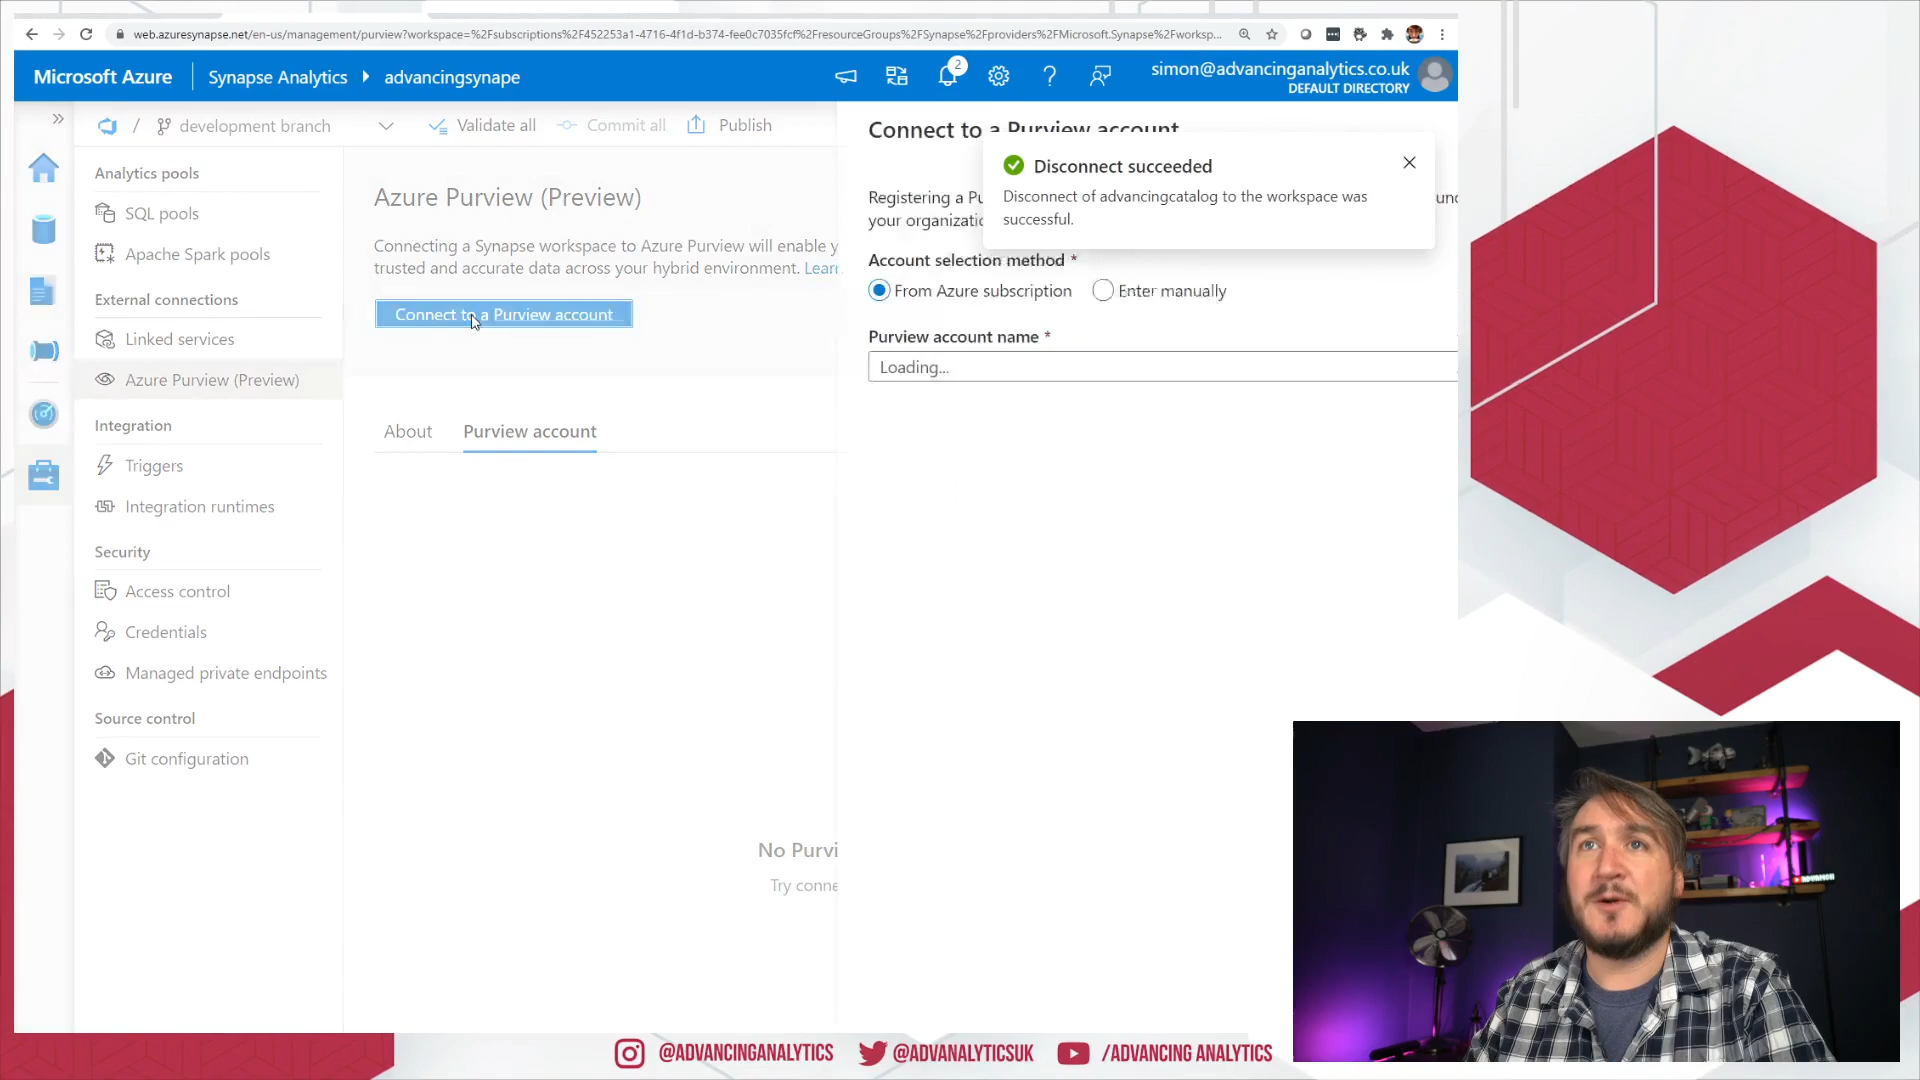 web.azuresynapse.net/en-us/management/purview?workspace=%2Fsubscriptions%2F452253a1-4716-4f1d-b374-fee0c7035fcf%2FresourceGroups%2FSynapse%2Fproviders%2FMicrosoft.Synapse%2Fworksp...
Microsoft Azure
Synapse Analytics
advancingsynape
2
simon@advancinganalytics.co.uk
DEFAULT DIRECTORY
development branch
Validate all
Commit all
Publish
Analytics pools
SQL pools
Apache Spark pools
External connections
Linked services
Azure Purview (Preview)
Integration
Triggers
Integration runtimes
Security
Access control
Credentials
Managed private endpoints
Source control
Git configuration
Azure Purview (Preview)
Connecting a Synapse workspace to Azure Purview will enable y
trusted and accurate data across your hybrid environment. Learn
Connect to a Purview account
About
Purview account
No Purvi
Try conne
Connect to a Purview account
Registering a Pu
your organizatio
Disconnect succeeded
Disconnect of advancingcatalog to the workspace was
successful.
Account selection method *
From Azure subscription
Enter manually
Purview account name *
Loading...
@ADVANCINGANALYTICS
@ADVANALYTICSUK
/ADVANCING ANALYTICS